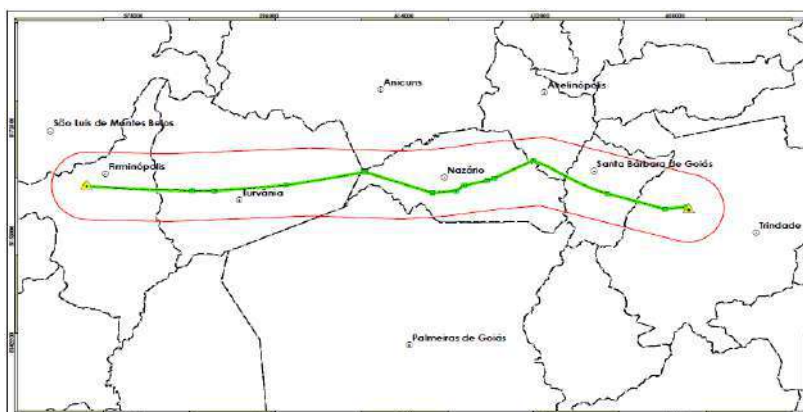 Anicuns
Avelinópolis
São Luís de Montes Belos
Firminópolis
Nazário
Santa Bárbara de Goiás
Turvânia
Trindade
Palmeiras de Goiás